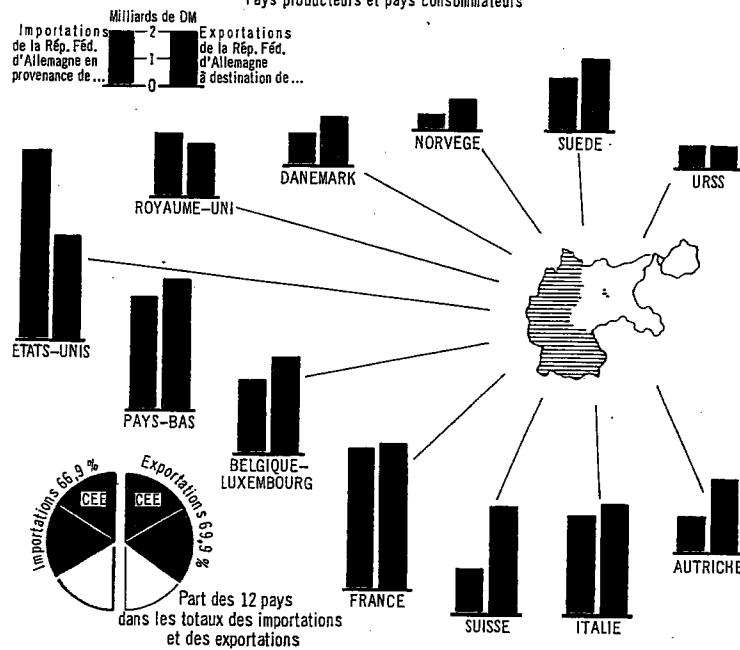 Pays producteurs et pays consommateurs
Milliards de DM
Importations
de la Rép. Féd.
d'Allemagne en
provenance de...
2
1
0
Exportations
de la Rép. Féd.
d'Allemagne
à destination de...
NORVEGE
SUEDE
DANEMARK
URSS
ROYAUME-UNI
ETATS-UNIS
PAYS-BAS
BELGIQUE-
LUXEMBOURG
FRANCE
SUISSE
ITALIE
AUTRICHE
Importations 66,9 %
Exportations 69,9 %
CEE
CEE
Part des 12 pays
dans les totaux des importations
et des exportations